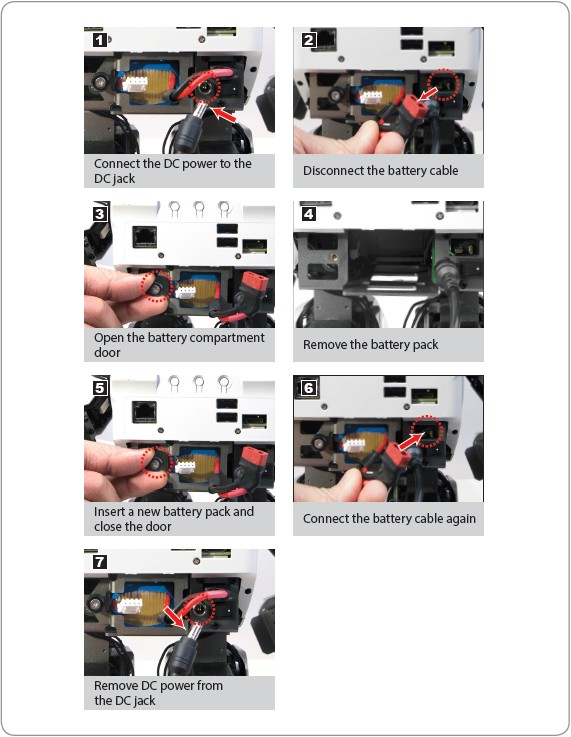 1
Connect the DC power to the
DC jack
2
Disconnect the battery cable
3
Open the battery compartment
door
4
Remove the battery pack
5
Insert a new battery pack and
close the door
6
Connect the battery cable again
7
Remove DC power from
the DC jack